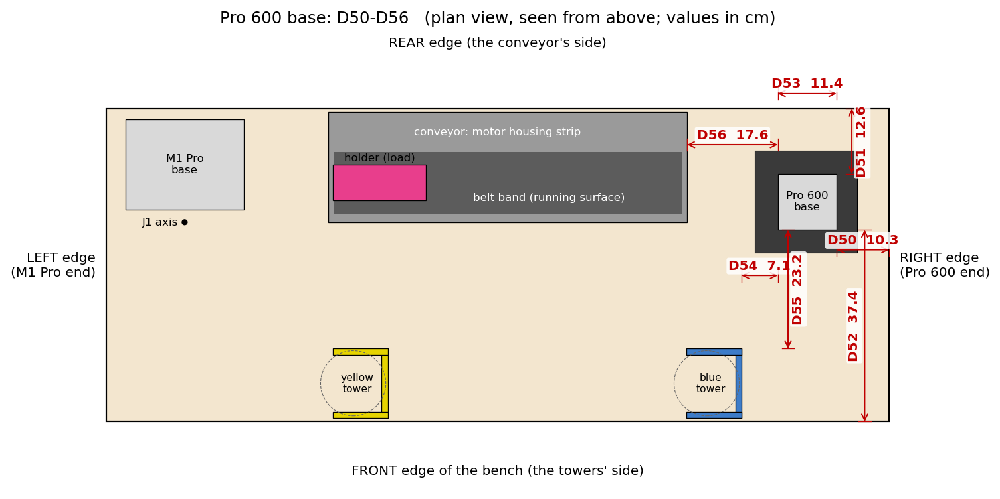 Pro 600 base: D50-D56   (plan view, seen from above; values in cm)
REAR edge (the conveyor's side)
D53  11.4
D51  12.6
conveyor: motor housing strip
D56  17.6
M1 Pro
base
holder (load)
belt band (running surface)
Pro 600
base
J1 axis
D50  10.3
LEFT edge
(M1 Pro end)
RIGHT edge
(Pro 600 end)
D54  7.1
D55  23.2
D52  37.4
yellow
tower
blue
tower
FRONT edge of the bench (the towers' side)